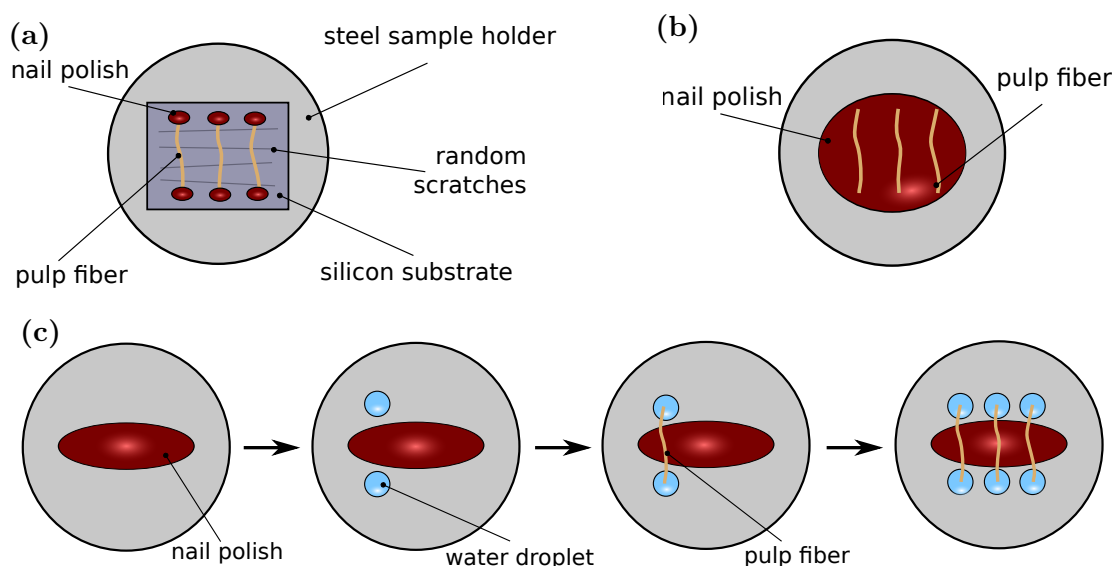 (a)
steel sample holder
nail polish
random
scratches
pulp fiber
silicon substrate
(b)
pulp fiber
nail polish
(c)
nail polish
water droplet
pulp fiber